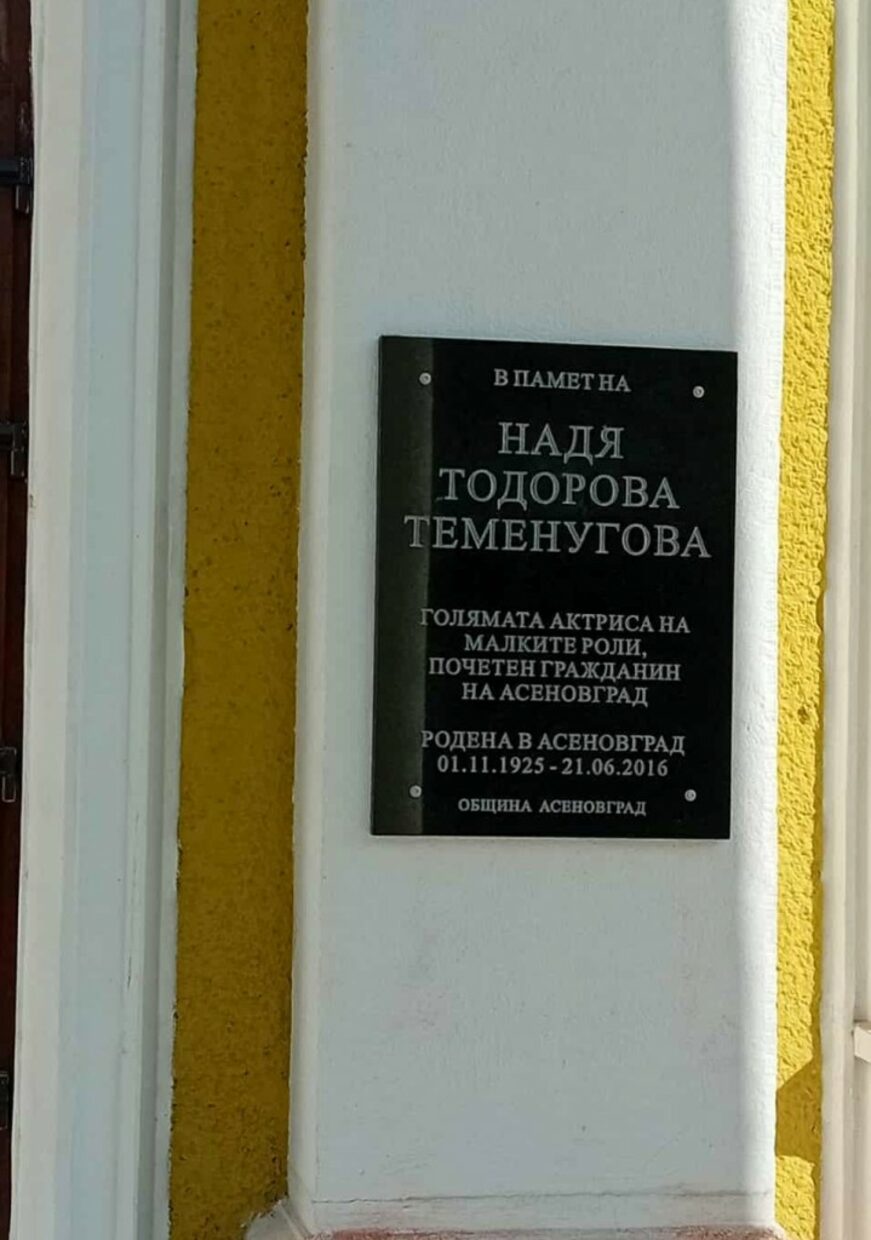 В ПАМЕТ НА
НАДЯ
ТОДОРОВА
ТЕМЕНУГОВА
ГОЛЯМАТА АКТРИСА НА
МАЛКИТЕ РОЛИ,
ПОЧЕТЕН ГРАЖДАНИН
НА АСЕНОВГРАД
РОДЕНА В АСЕНОВГРАД
01.11.1925 - 21.06.2016
ОБЩИНА АСЕНОВГРАД